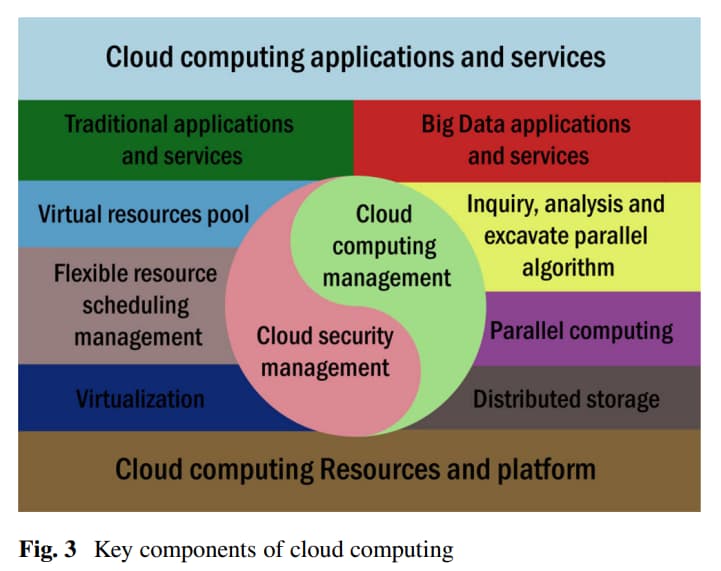 Cloud computing applications and services
Traditional applications
and services
Big Data applications
and services
Virtual resources pool
Cloud
computing
management
Inquiry, analysis and
excavate parallel
algorithm
Flexible resource
scheduling
management
Cloud security
management
Parallel computing
Virtualization
Distributed storage
Cloud computing Resources and platform
Fig. 3 Key components of cloud computing